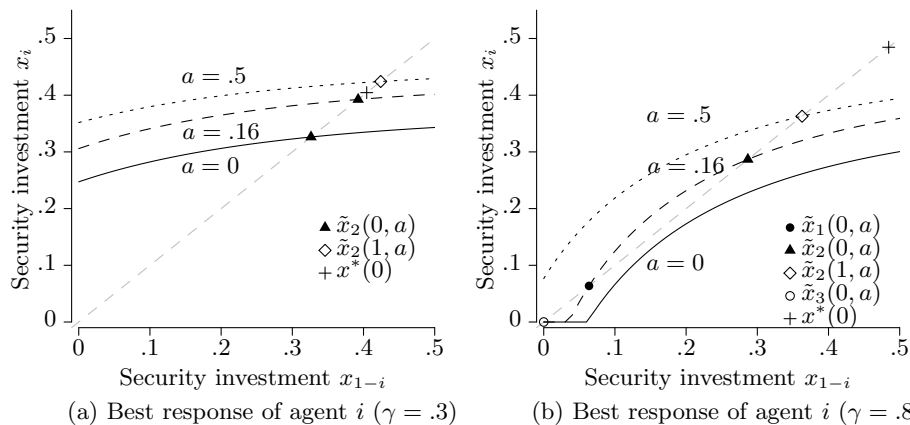 .5
.4
.3
.2
.1
0
0
.1
.2
.3
.4
.5
Security investment x_i
Security investment x_{1−i}
a = .5
a = .16
a = 0
x̃_2(0, a)
x̃_2(1, a)
x*(0)
(a) Best response of agent i (γ = .3)
.5
.4
.3
.2
.1
0
0
.1
.2
.3
.4
.5
Security investment x_i
Security investment x_{1−i}
a = .5
a = .16
a = 0
x̃_1(0, a)
x̃_2(0, a)
x̃_2(1, a)
x̃_3(0, a)
x*(0)
(b) Best response of agent i (γ = .8